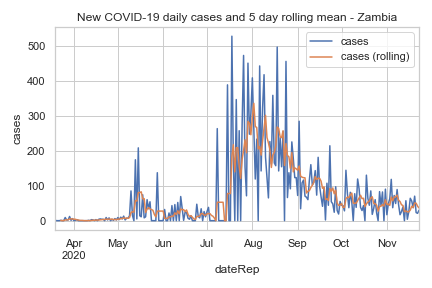 New COVID-19 daily cases and 5 day rolling mean - Zambia
cases
cases (rolling)
500
400
300
200
100
0
cases
Apr May Jun Jul Aug Sep Oct Nov
2020
dateRep